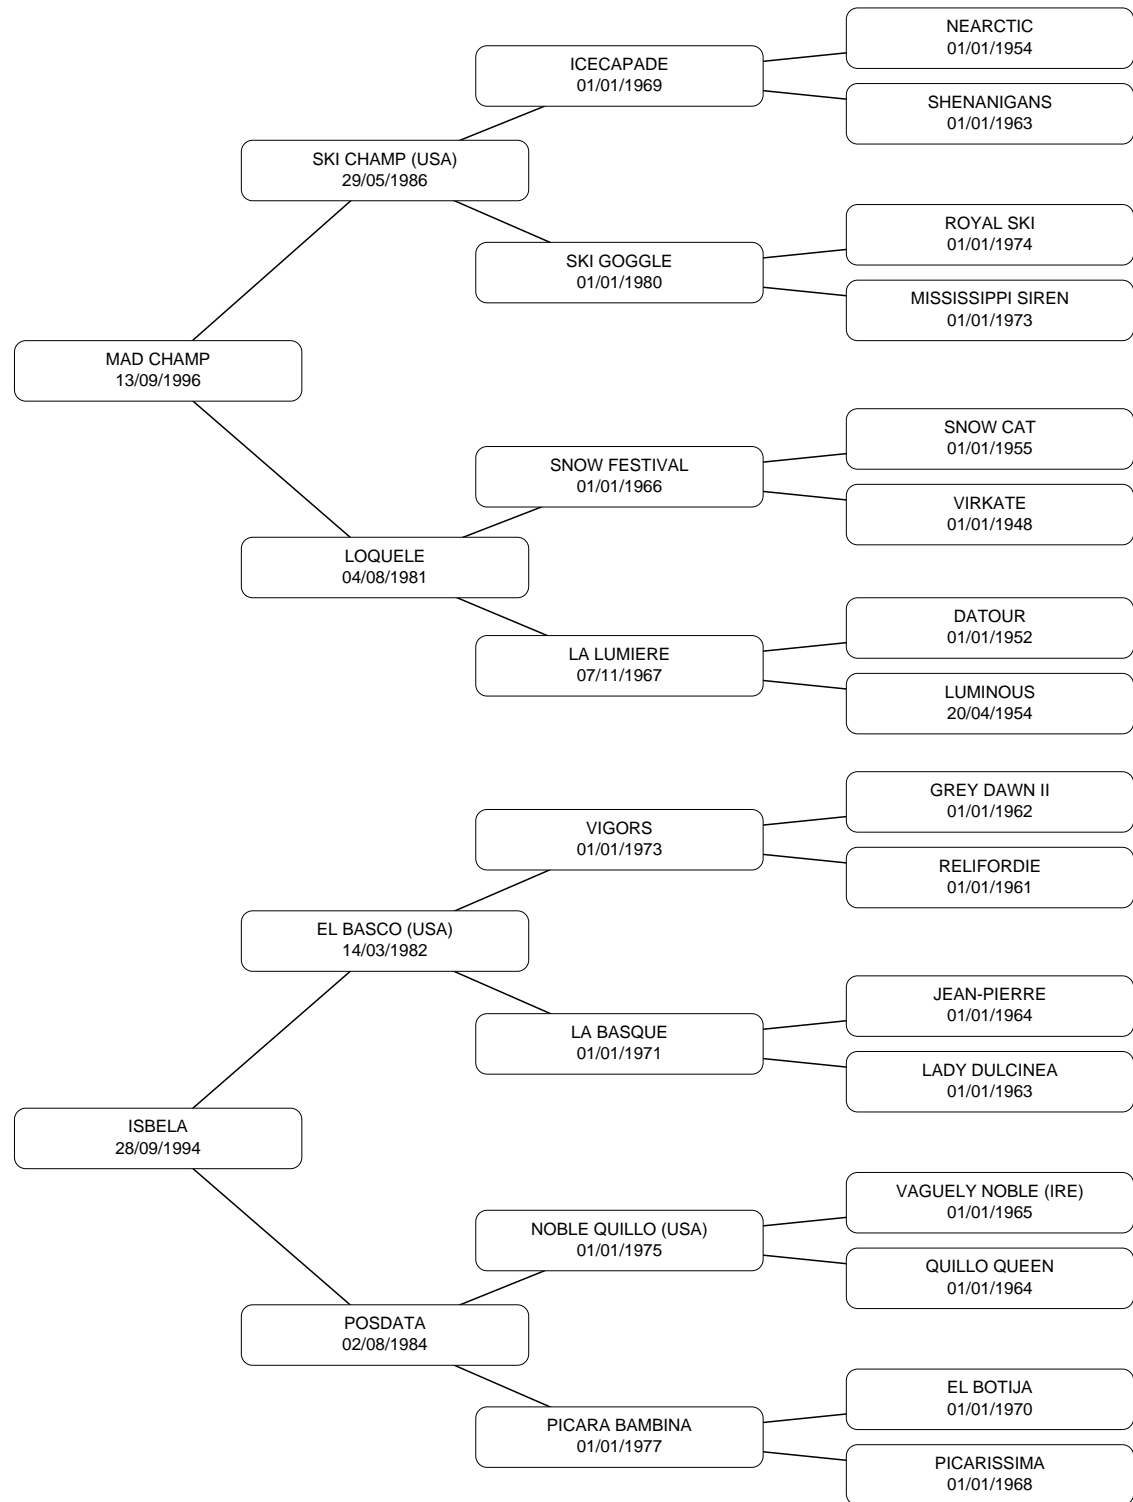 NEARCTIC
01/01/1954
ICECAPADE
01/01/1969
SHENANIGANS
01/01/1963
SKI CHAMP (USA)
29/05/1986
ROYAL SKI
01/01/1974
SKI GOGGLE
01/01/1980
MISSISSIPPI SIREN
01/01/1973
MAD CHAMP
13/09/1996
SNOW CAT
01/01/1955
SNOW FESTIVAL
01/01/1966
VIRKATE
01/01/1948
LOQUELE
04/08/1981
DATOUR
01/01/1952
LA LUMIERE
07/11/1967
LUMINOUS
20/04/1954
GREY DAWN II
01/01/1962
VIGORS
01/01/1973
RELIFORDIE
01/01/1961
EL BASCO (USA)
14/03/1982
JEAN-PIERRE
01/01/1964
LA BASQUE
01/01/1971
LADY DULCINEA
01/01/1963
ISBELA
28/09/1994
VAGUELY NOBLE (IRE)
01/01/1965
NOBLE QUILLO (USA)
01/01/1975
QUILLO QUEEN
01/01/1964
POSDATA
02/08/1984
EL BOTIJA
01/01/1970
PICARA BAMBINA
01/01/1977
PICARISSIMA
01/01/1968